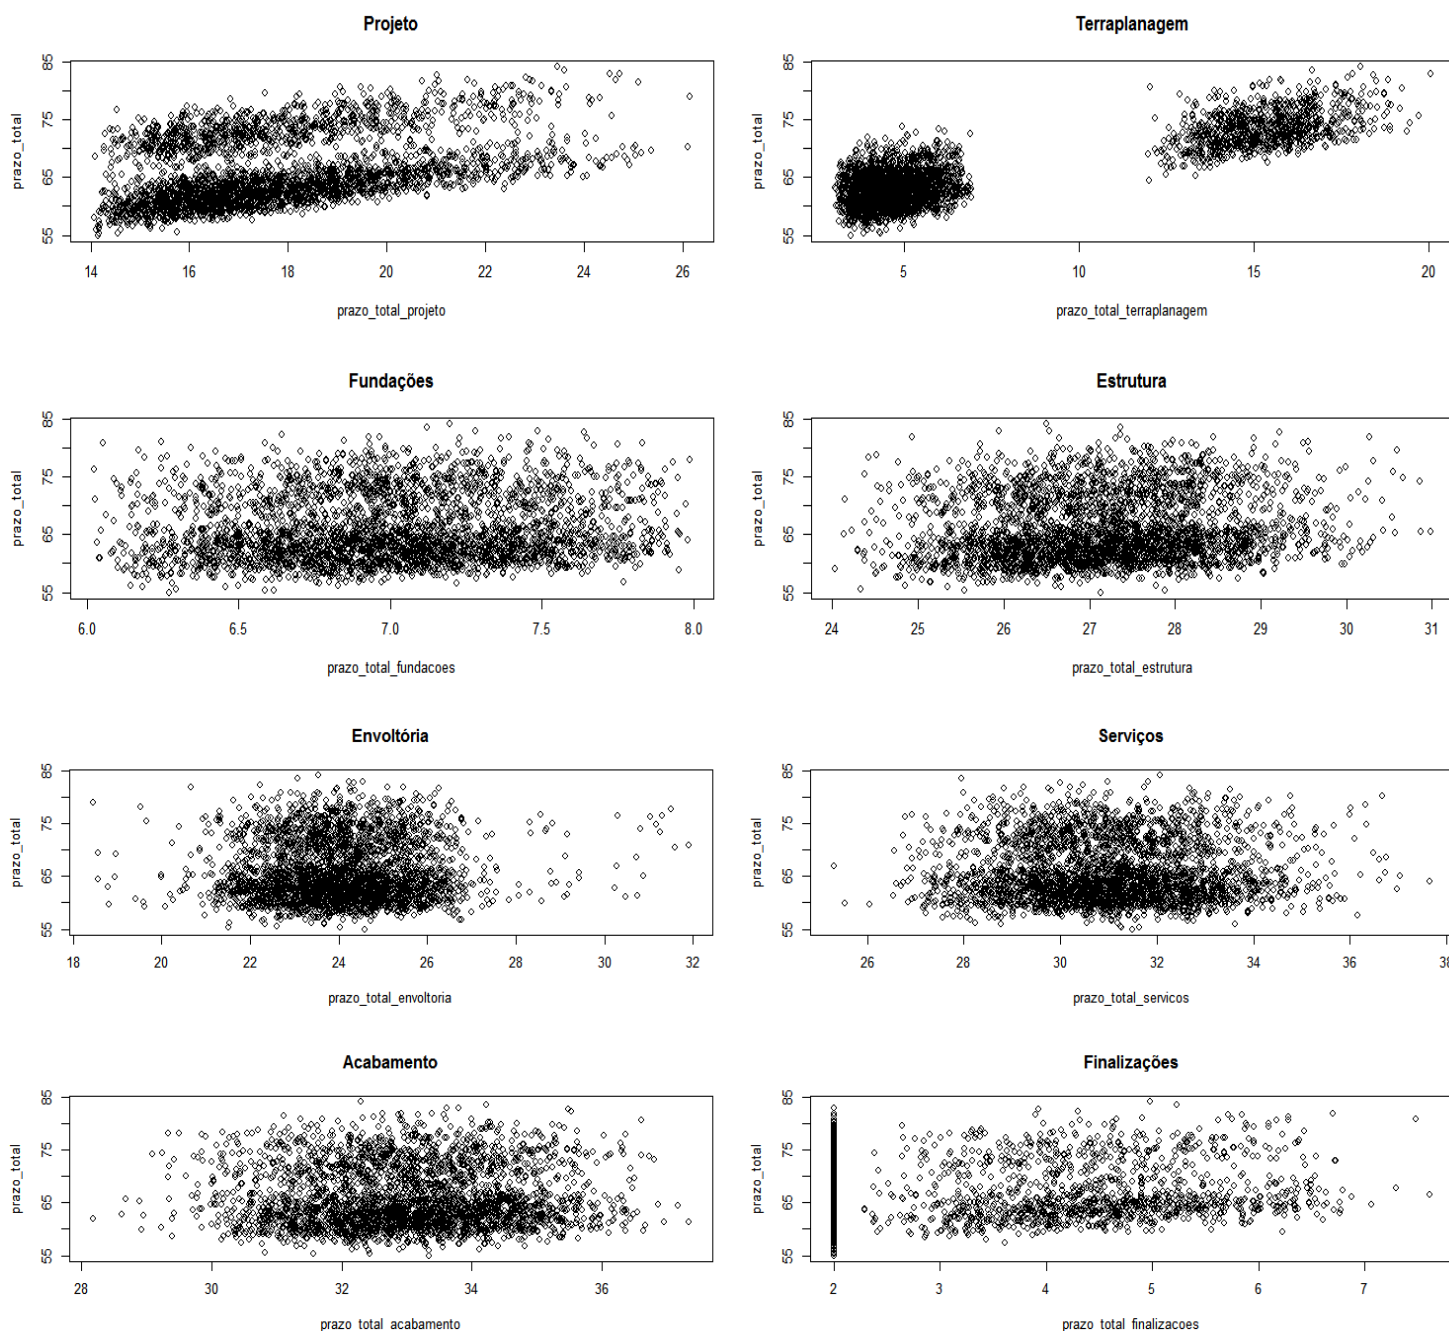 Projeto
85
75
65
55
prazo_total
14 16 18 20 22 24 26
prazo_total_projeto
Terraplanagem
85
75
65
55
prazo_total
5 10 15 20
prazo_total_terraplanagem
Fundações
85
75
65
55
prazo_total
6.0 6.5 7.0 7.5 8.0
prazo_total_fundacoes
Estrutura
85
75
65
55
prazo_total
24 25 26 27 28 29 30 31
prazo_total_estrutura
Envoltória
85
75
65
55
prazo_total
18 20 22 24 26 28 30 32
prazo_total_envoltoria
Serviços
85
75
65
55
prazo_total
26 28 30 32 34 36 38
prazo_total_servicos
Acabamento
85
75
65
55
prazo_total
28 30 32 34 36
prazo_total_acabamento
Finalizações
85
75
65
55
prazo_total
2 3 4 5 6 7
prazo_total_finalizacoes